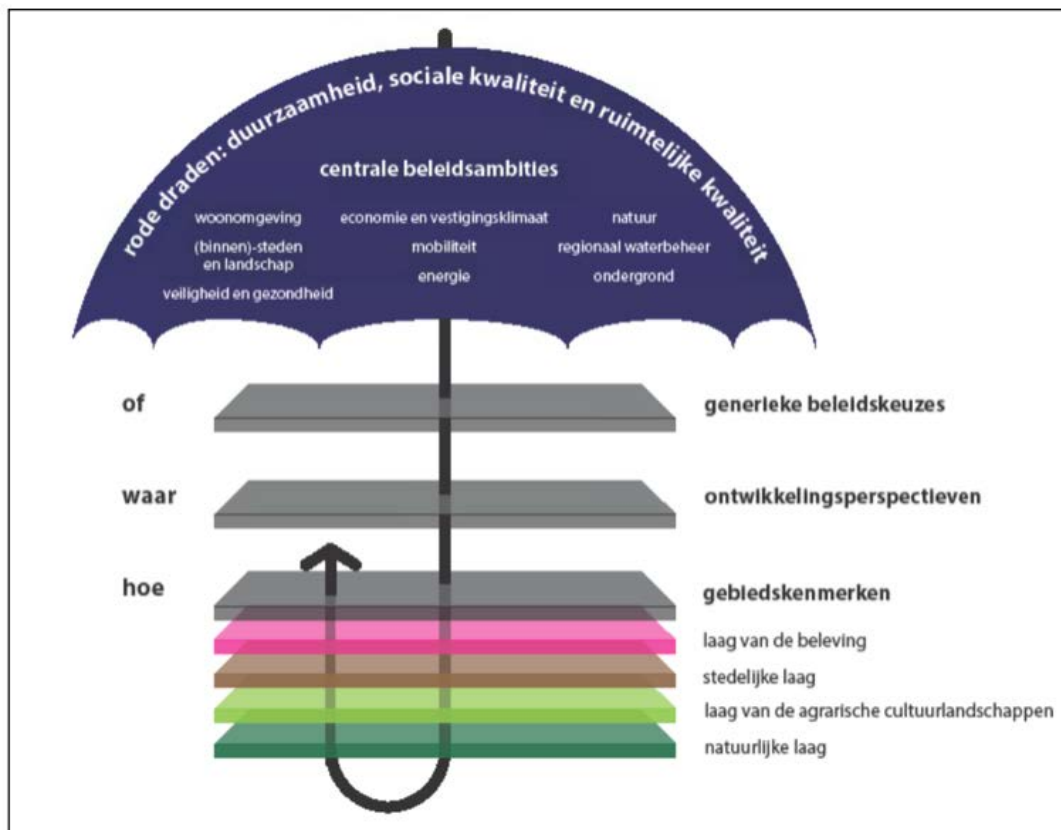 rode draden: duurzaamheid, sociale kwaliteit en ruimtelijke kwaliteit
centrale beleidsambities
woonomgeving
(binnen)-steden
en landschap
veiligheid en gezondheid
economie en vestigingsklimaat
mobiliteit
energie
natuur
regionaal waterbeheer
ondergrond
of
generieke beleidskeuzes
waar
ontwikkelingsperspectieven
hoe
gebiedskenmerken
laag van de beleving
stedelijke laag
laag van de agrarische cultuurlandschappen
natuurlijke laag